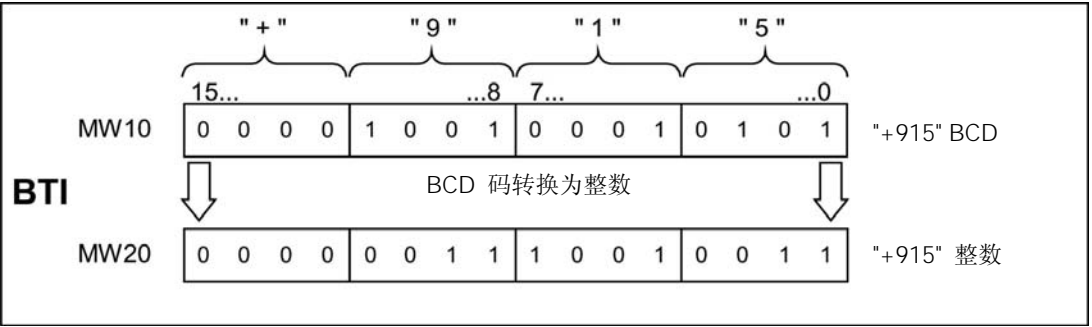 "+" "9" "1" "5"
15... ...8 7... ...0
MW10 0 0 0 0 1 0 0 1 0 0 0 1 0 1 0 1 "+915" BCD
BTI BCD 码转换为整数
MW20 0 0 0 0 0 0 1 1 1 0 0 1 0 0 1 1 "+915" 整数